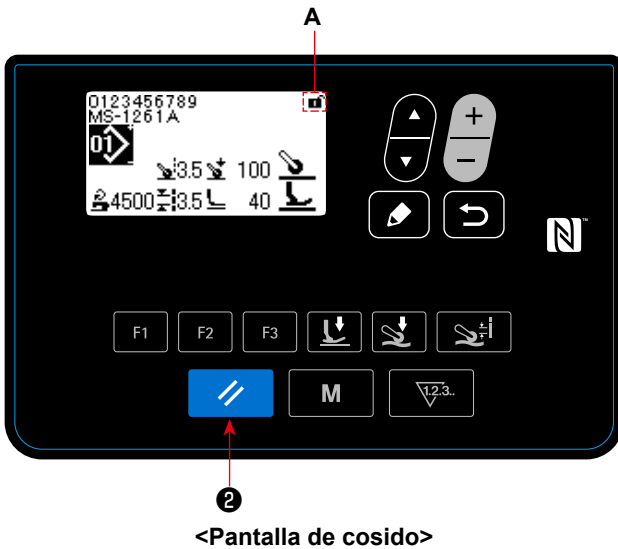 A
0123456789
MS-1261A
01
3.5 100
4500 3.5 40
+
−
F1 F2 F3
M 1.2.3..
❷
<Pantalla de cosido>